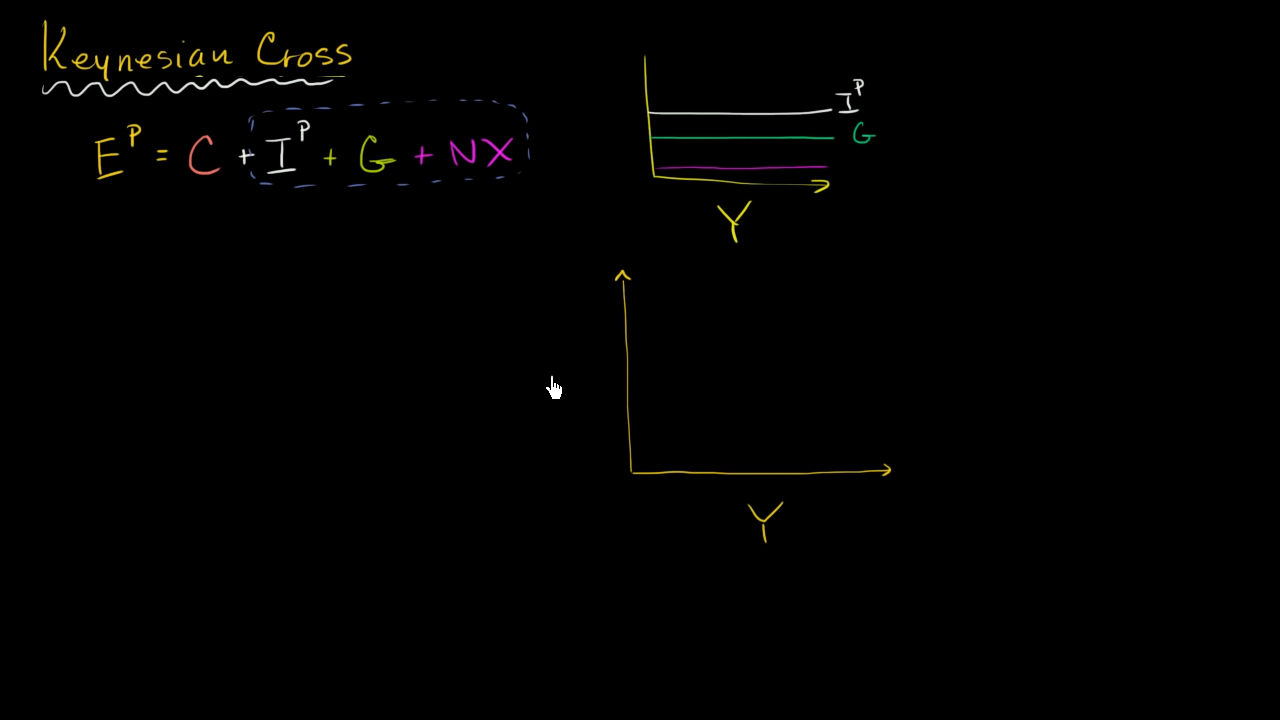 Keynesian Cross
E^P = C + I^P + G + NX
I^P
G
Y
Y